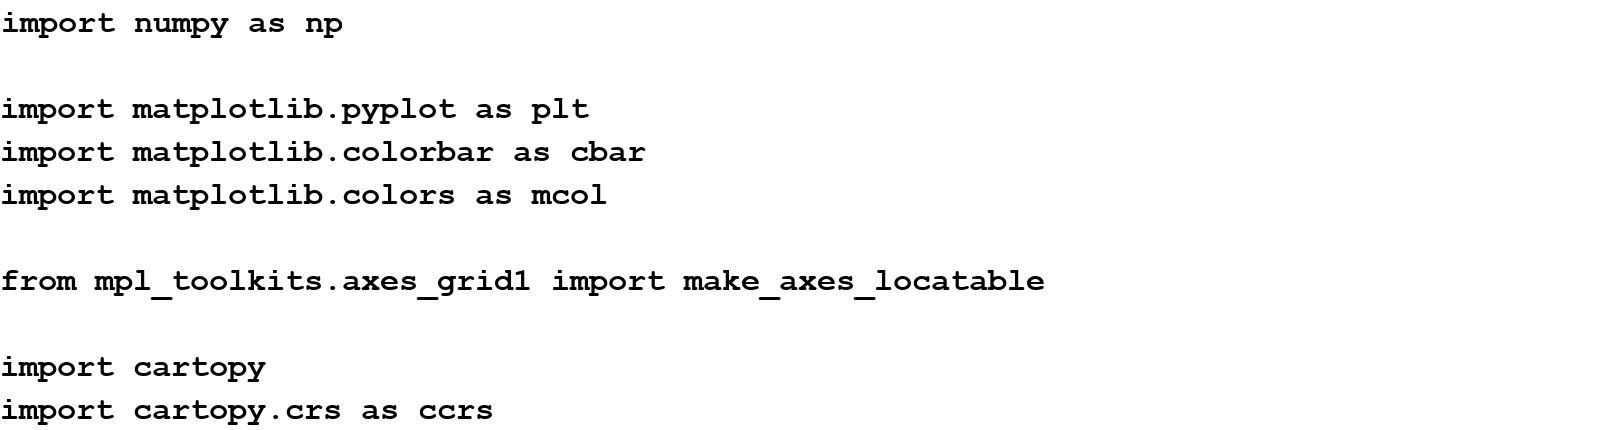 import numpy as np
import matplotlib.pyplot as plt
import matplotlib.colorbar as cbar
import matplotlib.colors as mcol
from mpl_toolkits.axes_grid1 import make_axes_locatable
import cartopy
import cartopy.crs as ccrs